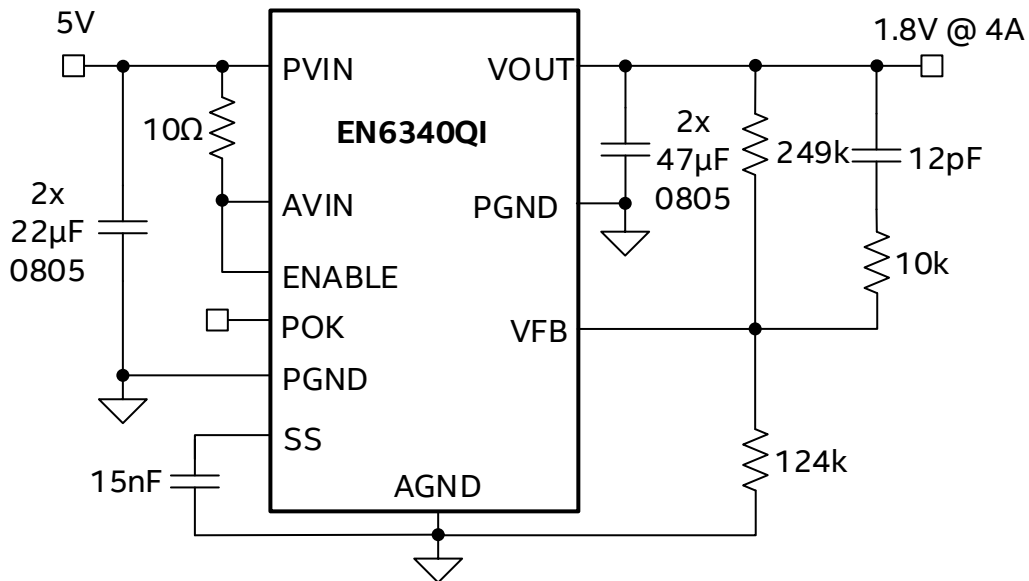 5V
1.8V @ 4A
PVIN
VOUT
10Ω
EN6340QI
2x
47µF
0805
249k
12pF
2x
22µF
0805
AVIN
PGND
ENABLE
10k
POK
VFB
PGND
SS
15nF
AGND
124k